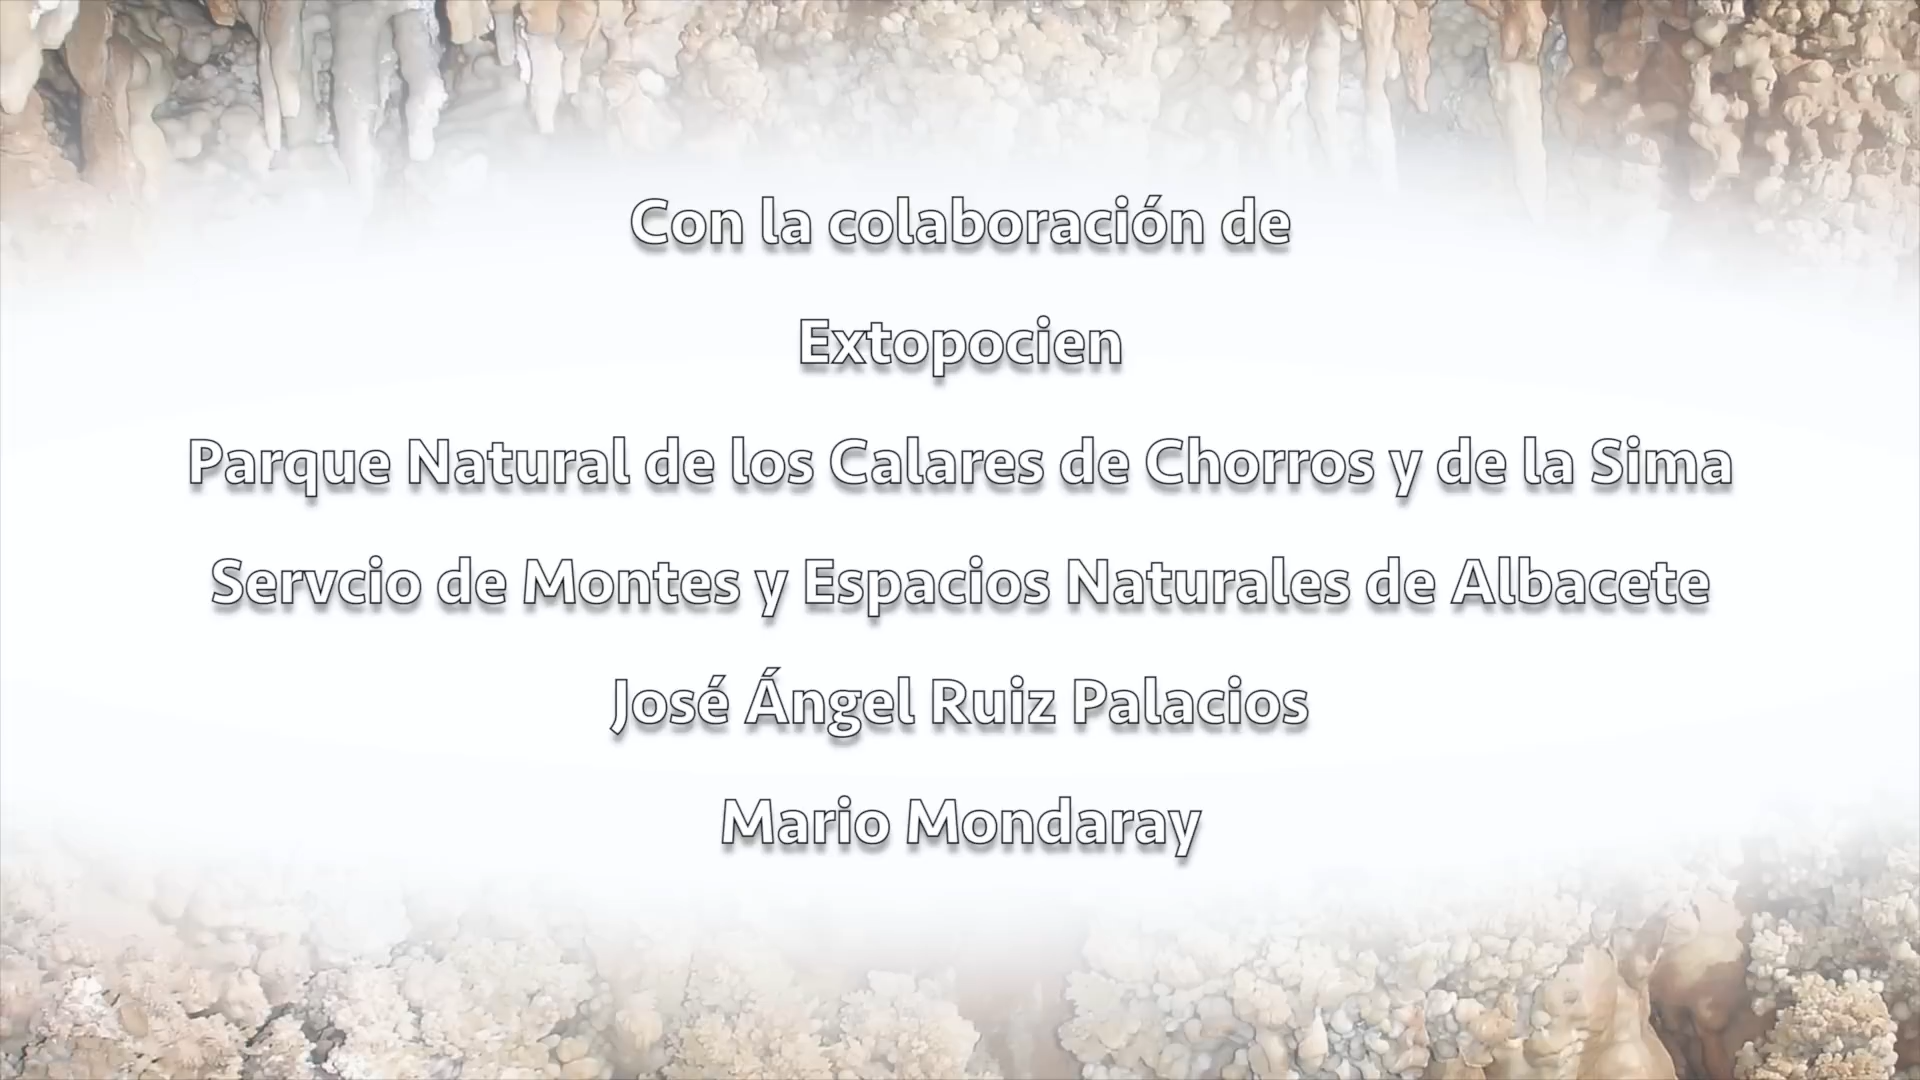 Con la colaboración de
Extopocien
Parque Natural de los Calares de Chorros y de la Sima
Servcio de Montes y Espacios Naturales de Albacete
José Ángel Ruiz Palacios
Mario Mondaray